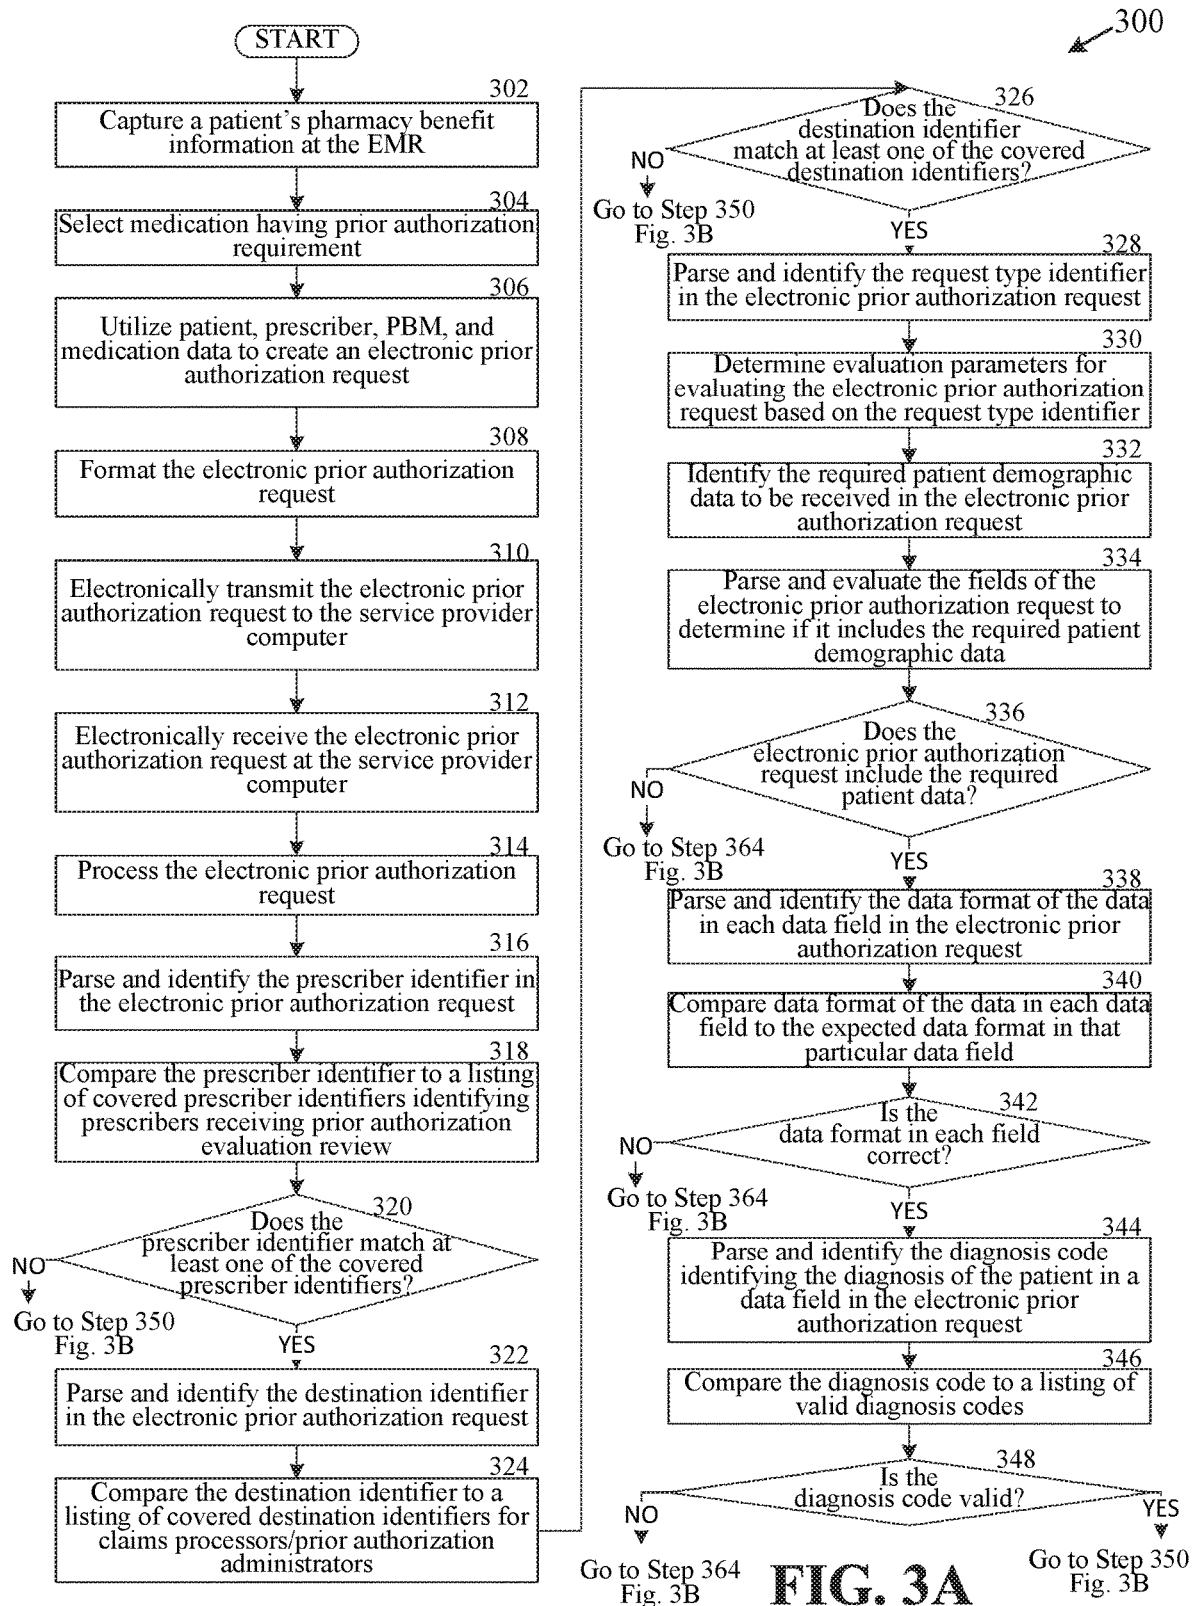 300
START
302
Capture a patient's pharmacy benefit
information at the EMR
304
Select medication having prior authorization
requirement
306
Utilize patient, prescriber, PBM, and
medication data to create an electronic prior
authorization request
308
Format the electronic prior authorization
request
310
Electronically transmit the electronic prior
authorization request to the service provider
computer
312
Electronically receive the electronic prior
authorization request at the service provider
computer
314
Process the electronic prior authorization
request
316
Parse and identify the prescriber identifier in
the electronic prior authorization request
318
Compare the prescriber identifier to a listing
of covered prescriber identifiers identifying
prescribers receiving prior authorization
evaluation review
320
Does the
prescriber identifier match at
least one of the covered
prescriber identifiers?
NO
Go to Step 350
Fig. 3B
YES
322
Parse and identify the destination identifier
in the electronic prior authorization request
324
Compare the destination identifier to a
listing of covered destination identifiers for
claims processors/prior authorization
administrators
326
Does the
destination identifier
match at least one of the covered
destination identifiers?
NO
Go to Step 350
Fig. 3B
YES
328
Parse and identify the request type identifier
in the electronic prior authorization request
330
Determine evaluation parameters for
evaluating the electronic prior authorization
request based on the request type identifier
332
Identify the required patient demographic
data to be received in the electronic prior
authorization request
334
Parse and evaluate the fields of the
electronic prior authorization request to
determine if it includes the required patient
demographic data
336
Does the
electronic prior authorization
request include the required
patient data?
NO
Go to Step 364
Fig. 3B
YES
338
Parse and identify the data format of the data
in each data field in the electronic prior
authorization request
340
Compare data format of the data in each data
field to the expected data format in that
particular data field
342
Is the
data format in each field
correct?
NO
Go to Step 364
Fig. 3B
YES
344
Parse and identify the diagnosis code
identifying the diagnosis of the patient in a
data field in the electronic prior
authorization request
346
Compare the diagnosis code to a listing of
valid diagnosis codes
348
Is the
diagnosis code valid?
NO
Go to Step 364
Fig. 3B
YES
Go to Step 350
Fig. 3B
FIG. 3A